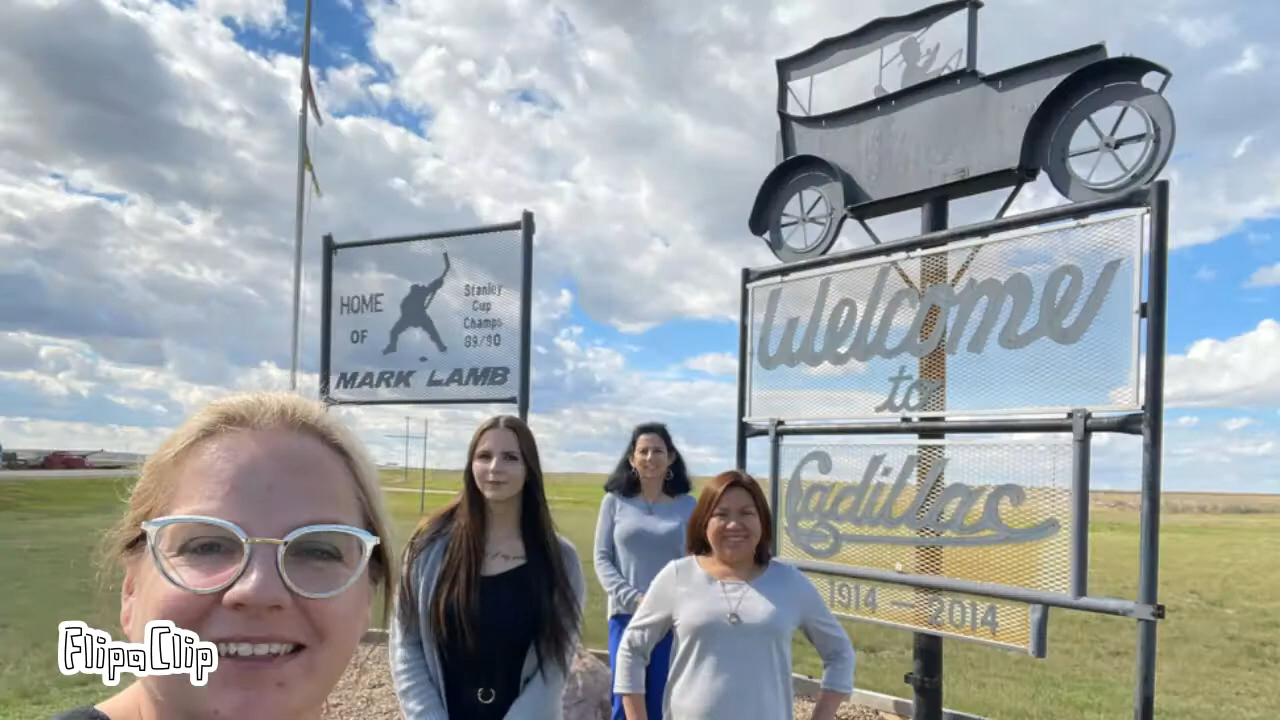 HOME
OF
Stanley
Cup
Champs
89/90
MARK LAMB
Welcome
to
Cadillac
1914 - 2014
FlipaClip